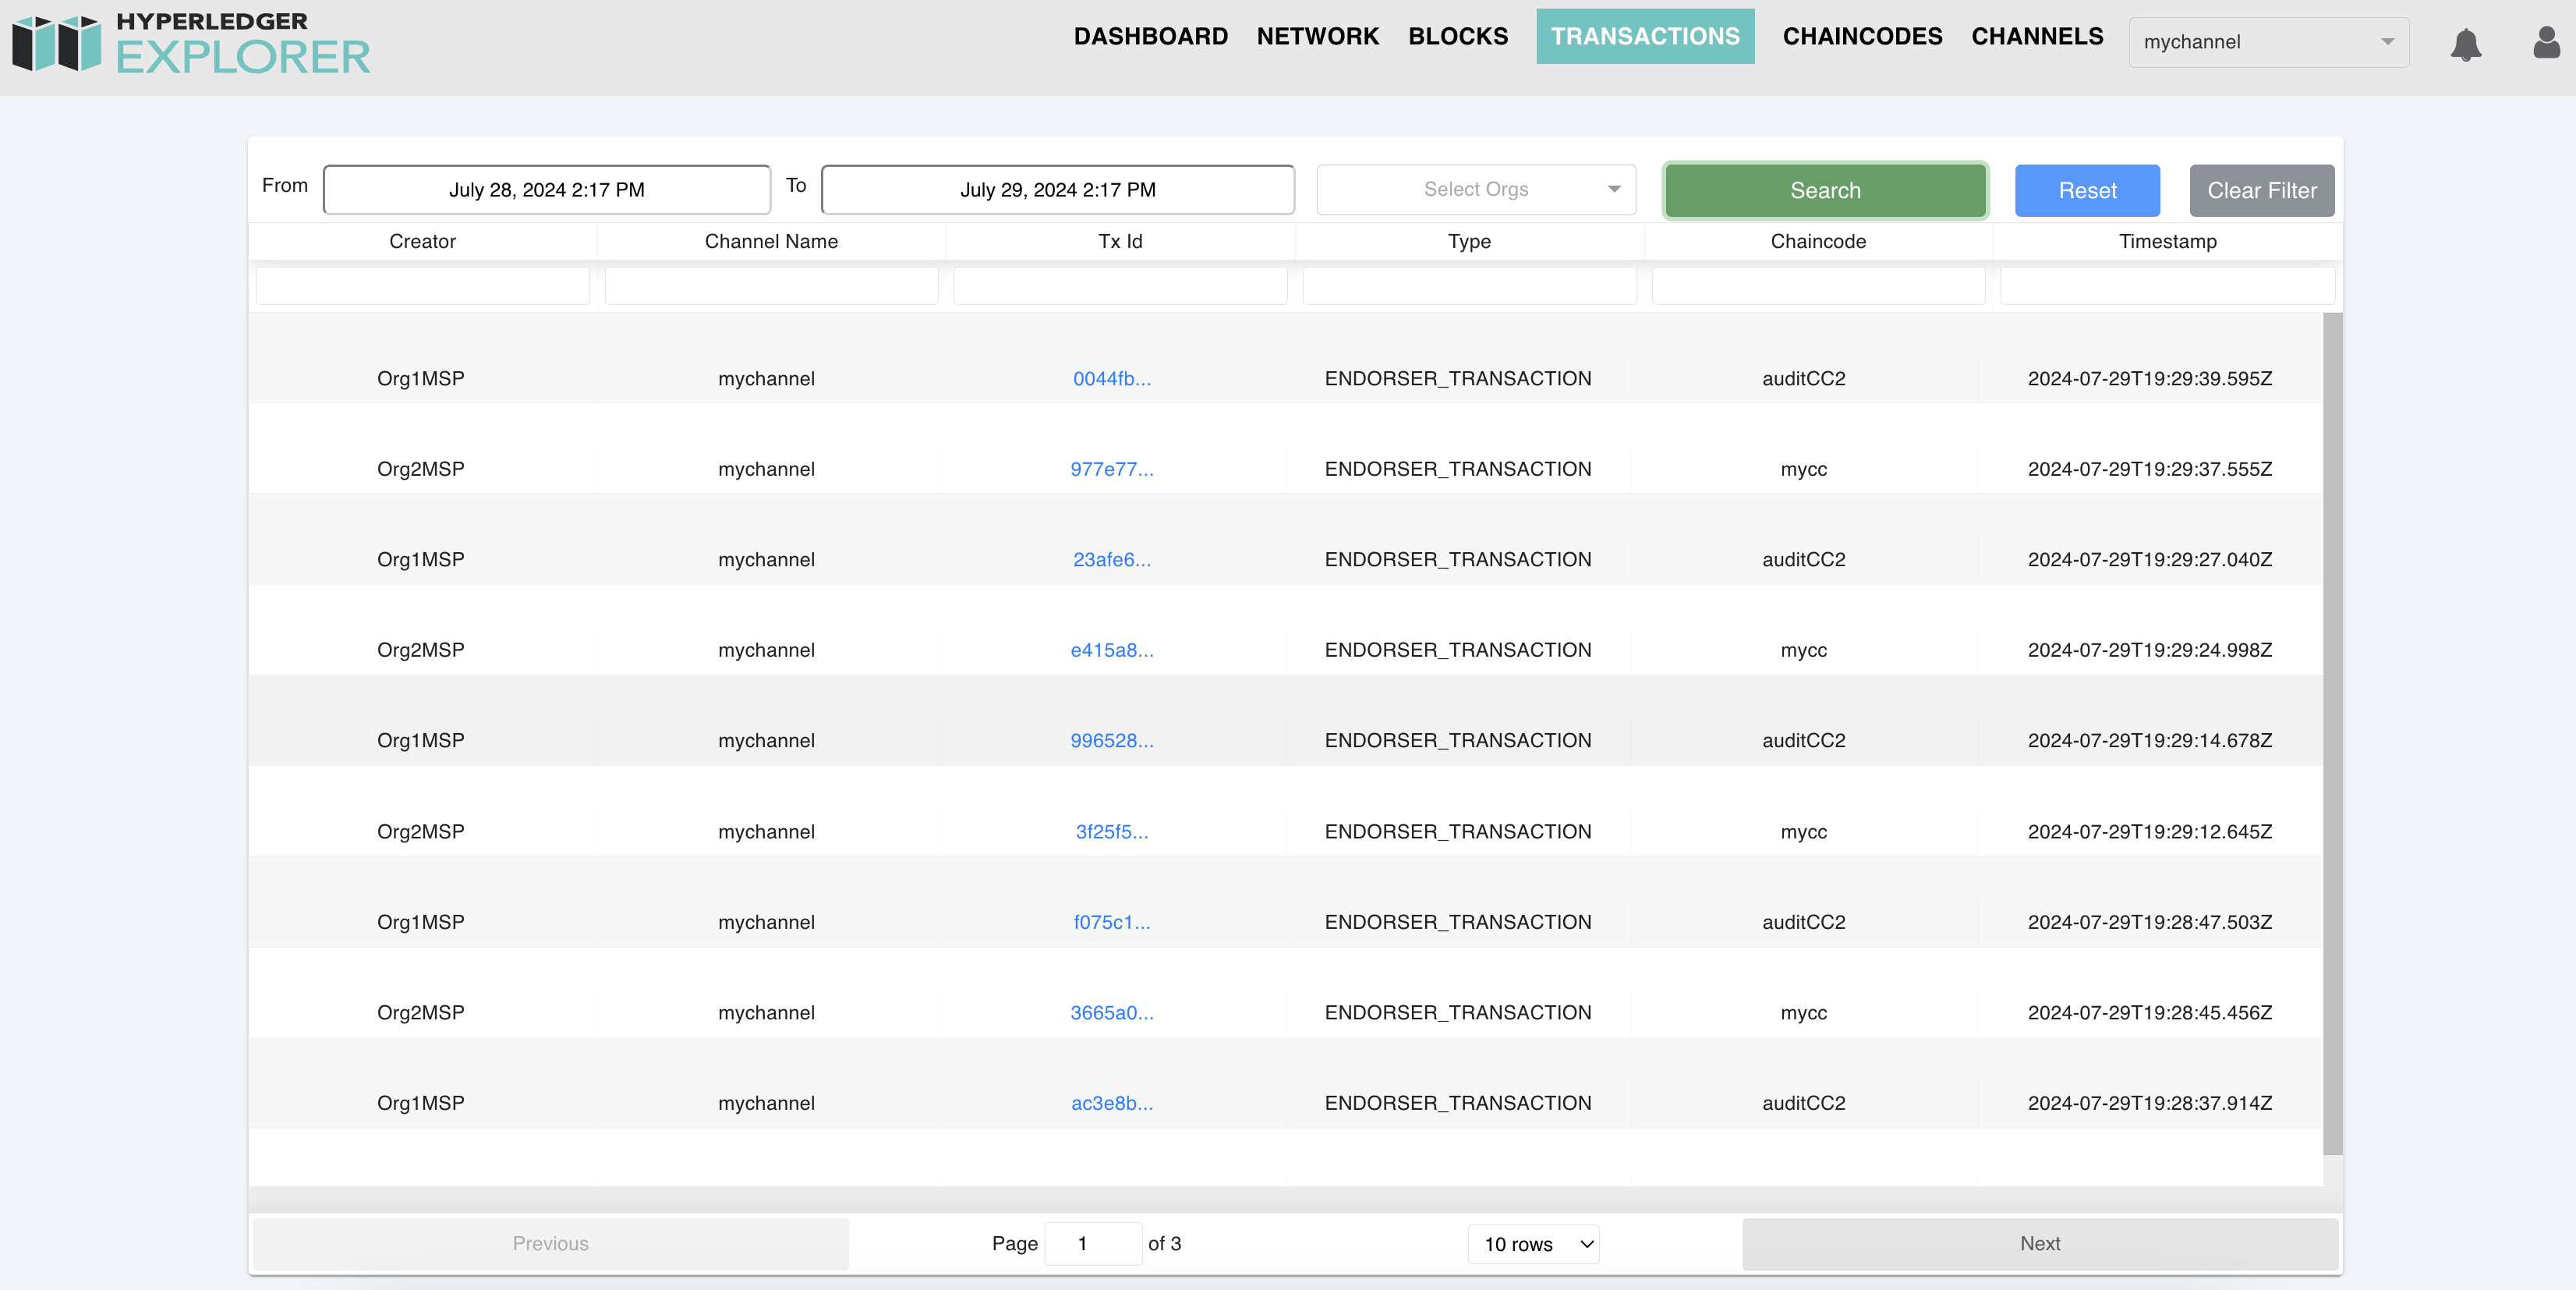 HYPERLEDGER
EXPLORER
DASHBOARD NETWORK BLOCKS TRANSACTIONS CHAINCODES CHANNELS mychannel
From July 28, 2024 2:17 PM To July 29, 2024 2:17 PM Select Orgs Search Reset Clear Filter
Creator Channel Name Tx Id Type Chaincode Timestamp
Org1MSP mychannel 0044fb... ENDORSER_TRANSACTION auditCC2 2024-07-29T19:29:39.595Z
Org2MSP mychannel 977e77... ENDORSER_TRANSACTION mycc 2024-07-29T19:29:37.555Z
Org1MSP mychannel 23afe6... ENDORSER_TRANSACTION auditCC2 2024-07-29T19:29:27.040Z
Org2MSP mychannel e415a8... ENDORSER_TRANSACTION mycc 2024-07-29T19:29:24.998Z
Org1MSP mychannel 996528... ENDORSER_TRANSACTION auditCC2 2024-07-29T19:29:14.678Z
Org2MSP mychannel 3f25f5... ENDORSER_TRANSACTION mycc 2024-07-29T19:29:12.645Z
Org1MSP mychannel f075c1... ENDORSER_TRANSACTION auditCC2 2024-07-29T19:28:47.503Z
Org2MSP mychannel 3665a0... ENDORSER_TRANSACTION mycc 2024-07-29T19:28:45.456Z
Org1MSP mychannel ac3e8b... ENDORSER_TRANSACTION auditCC2 2024-07-29T19:28:37.914Z
Previous Page 1 of 3 10 rows Next